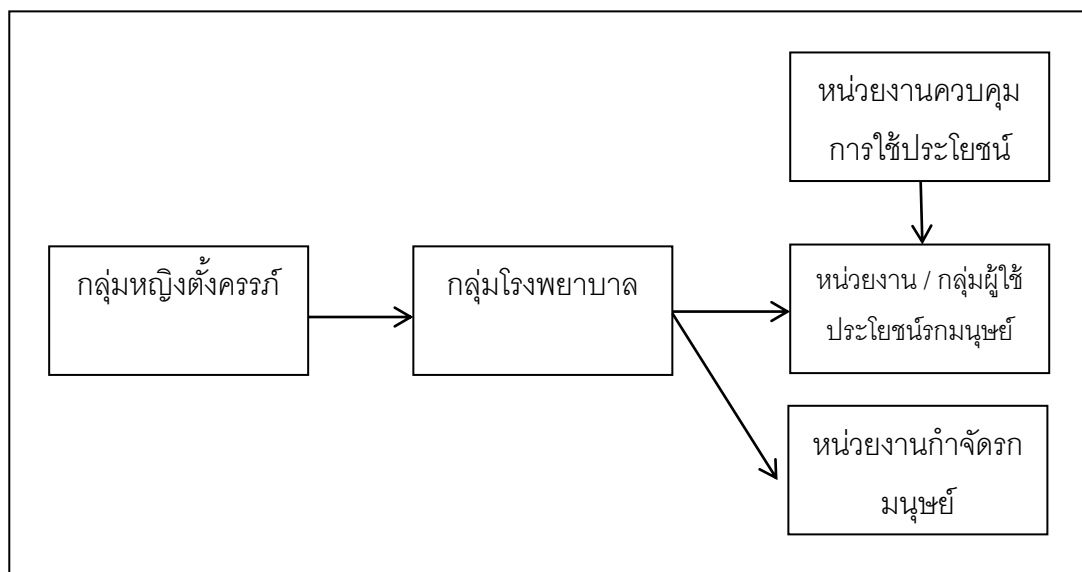 หน่วยงานควบคุม
การใช้ประโยชน์
กลุ่มหญิงตั้งครรภ์
กลุ่มโรงพยาบาล
หน่วยงาน / กลุ่มผู้ใช้
ประโยชน์รกมนุษย์
หน่วยงานกำจัดรก
มนุษย์